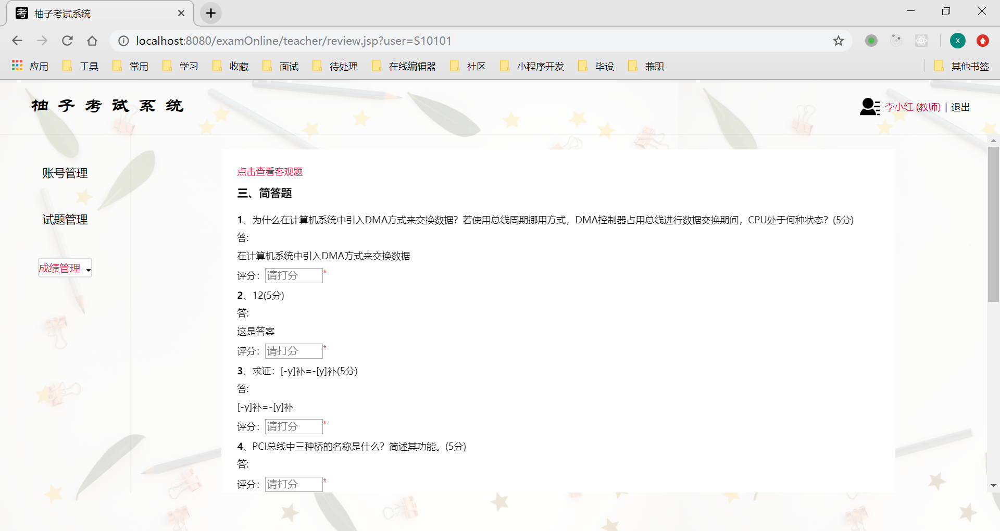 考 柚子考试系统
localhost:8080/examOnline/teacher/review.jsp?user=S10101
X
应用 工具 常用 学习 收藏 面试 待处理 在线编辑器 社区 小程序开发 毕设 兼职 其他书签
柚子考试系统
李小红 (教师) | 退出
账号管理
试题管理
成绩管理
点击查看客观题
三、简答题
1、为什么在计算机系统中引入DMA方式来交换数据？若使用总线周期挪用方式，DMA控制器占用总线进行数据交换期间，CPU处于何种状态？(5分)
答:
在计算机系统中引入DMA方式来交换数据
评分：请打分*
2、12(5分)
答:
这是答案
评分：请打分*
3、求证：[-y]补=-[y]补(5分)
答:
[-y]补=-[y]补
评分：请打分*
4、PCI总线中三种桥的名称是什么？简述其功能。(5分)
答:
评分：请打分*